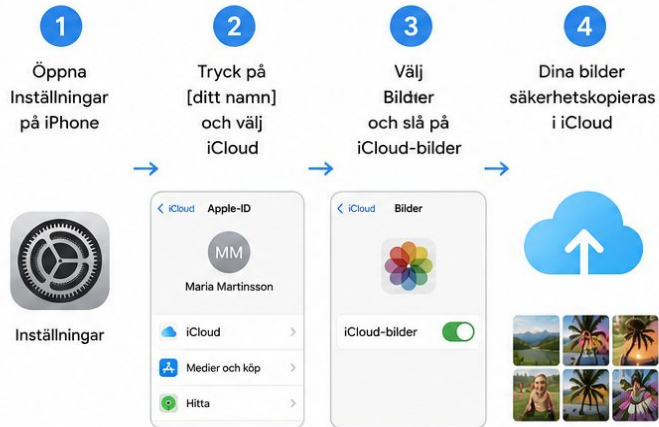 1
Öppna
Inställningar
på iPhone
Inställningar
2
Tryck på
[ditt namn]
och välj
iCloud
iCloud Apple-ID
MM
Maria Martinsson
iCloud
Medier och köp
Hitta
3
Välj
Bilder
och slå på
iCloud-bilder
iCloud Bilder
iCloud-bilder
4
Dina bilder
säkerhetskopieras
i iCloud